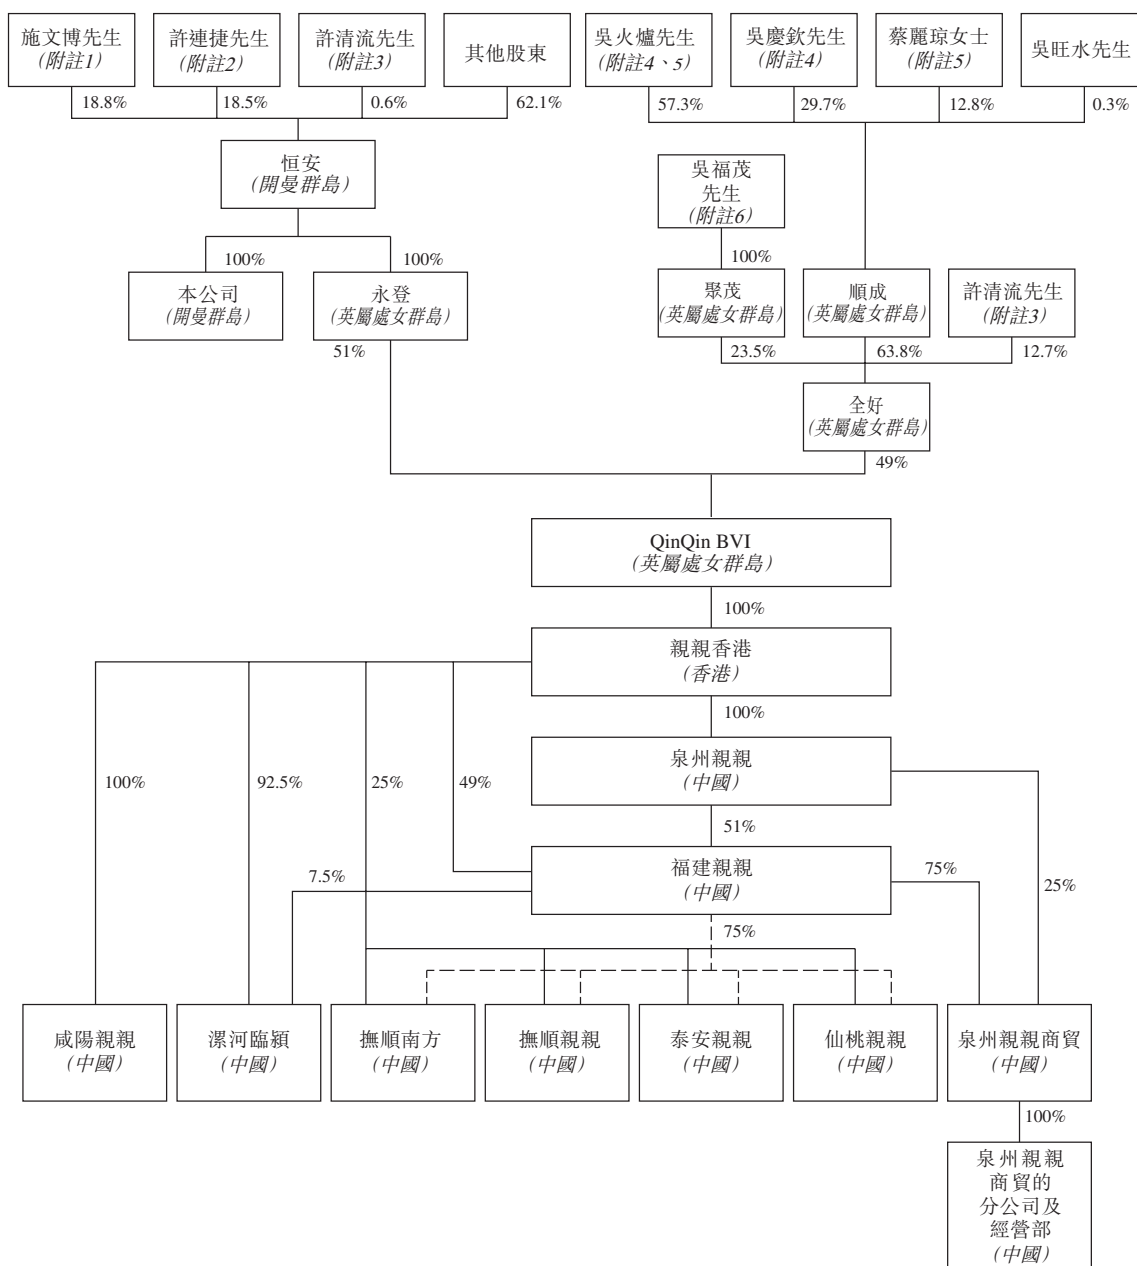 施文博先生
(附註1)
許連捷先生
(附註2)
許清流先生
(附註3)
其他股東
吳火爐先生
(附註4、5)
吳慶欽先生
(附註4)
蔡麗琼女士
(附註5)
吳旺水先生
18.8%
18.5%
0.6%
62.1%
57.3%
29.7%
12.8%
0.3%
恒安
(開曼群島)
吳福茂
先生
(附註6)
100%
100%
100%
本公司
(開曼群島)
永登
(英屬處女群島)
聚茂
(英屬處女群島)
順成
(英屬處女群島)
許清流先生
(附註3)
51%
23.5%
63.8%
12.7%
全好
(英屬處女群島)
49%
QinQin BVI
(英屬處女群島)
100%
親親香港
(香港)
100%
泉州親親
(中國)
100%
92.5%
25%
49%
51%
福建親親
(中國)
7.5%
75%
25%
75%
咸陽親親
(中國)
漯河臨潁
(中國)
撫順南方
(中國)
撫順親親
(中國)
泰安親親
(中國)
仙桃親親
(中國)
泉州親親商貿
(中國)
100%
泉州親親
商貿的
分公司及
經營部
(中國)